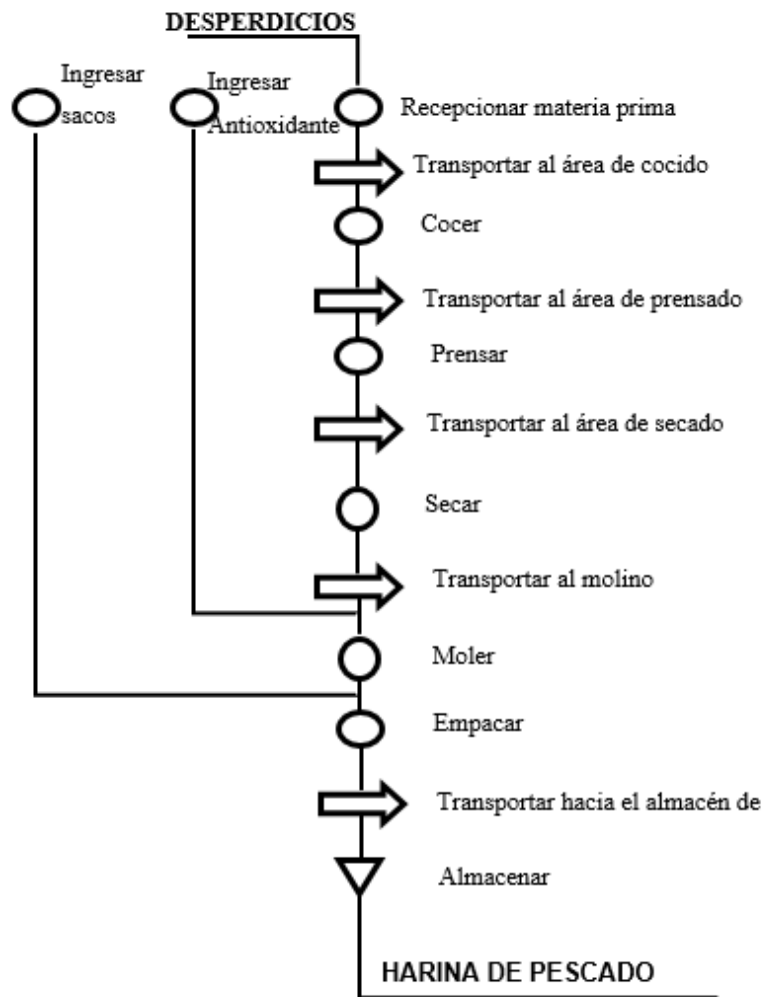 DESPERDICIOS
Ingresar
sacos
Ingresar
Antioxidante
Recepcionar materia prima
Transportar al área de cocido
Cocer
Transportar al área de prensado
Prensar
Transportar al área de secado
Secar
Transportar al molino
Moler
Empacar
Transportar hacia el almacén de
Almacenar
HARINA DE PESCADO